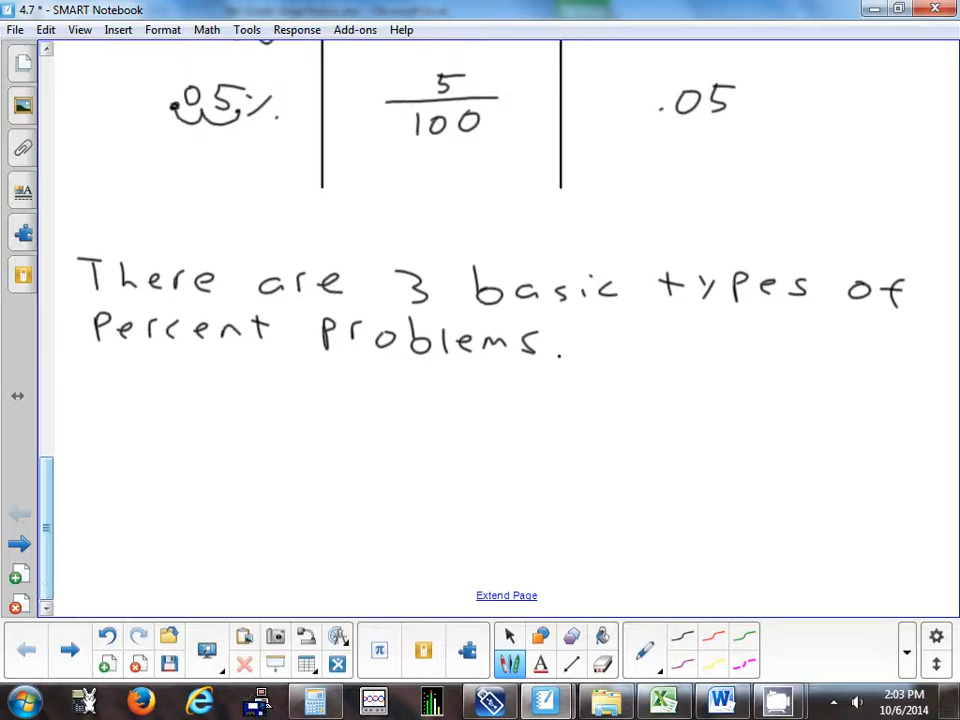 4.7 * - SMART Notebook
File Edit View Insert Format Math Tools Response Add-ons Help
05%. 5/100 .05
There are 3 basic types of
percent problems.
Extend Page
2:03 PM
10/6/2014